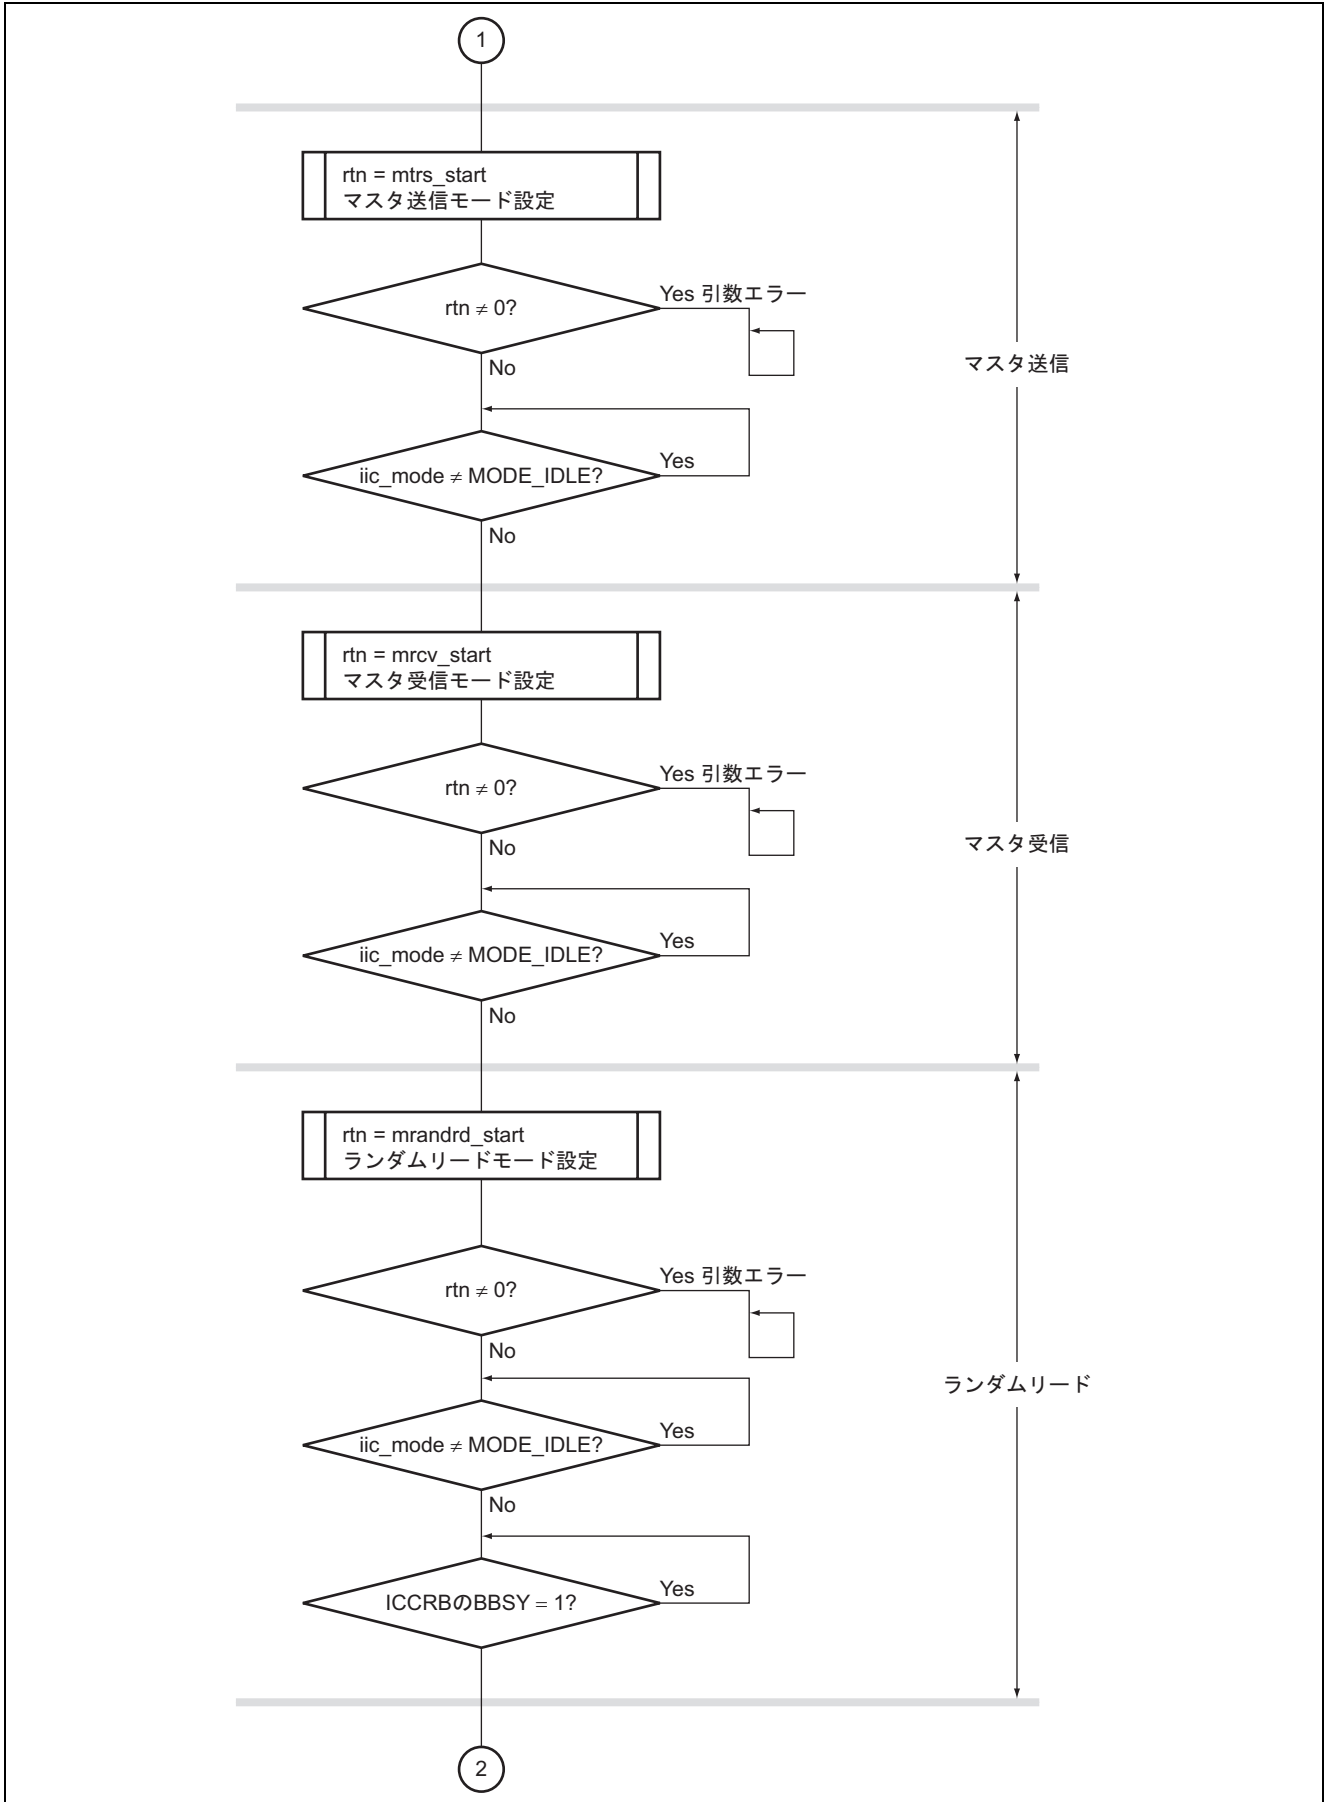 1
rtn = mtrs_start
マスタ送信モード設定
rtn ≠ 0?
Yes 引数エラー
No
マスタ送信
iic_mode ≠ MODE_IDLE?
Yes
No
rtn = mrcv_start
マスタ受信モード設定
rtn ≠ 0?
Yes 引数エラー
No
マスタ受信
iic_mode ≠ MODE_IDLE?
Yes
No
rtn = mrandrd_start
ランダムリードモード設定
rtn ≠ 0?
Yes 引数エラー
No
ランダムリード
iic_mode ≠ MODE_IDLE?
Yes
No
ICCRBのBBSY = 1?
Yes
2